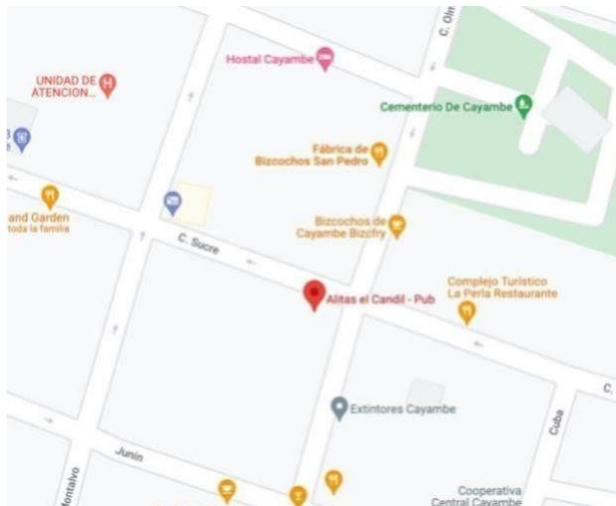 C. Olm
Hostal Cayambe
UNIDAD DE
ATENCION...
Cementerio De Cayambe
Fábrica de
Bizcochos San Pedro
and Garden
toda la familia
Bizcochos de
Cayambe Bizcfry
C. Sucre
Complejo Turístico
La Perla Restaurante
Alitas el Candil - Pub
C.
Extintores Cayambe
Cuba
Junín
Montalvo
Cooperativa
Central Cayambe